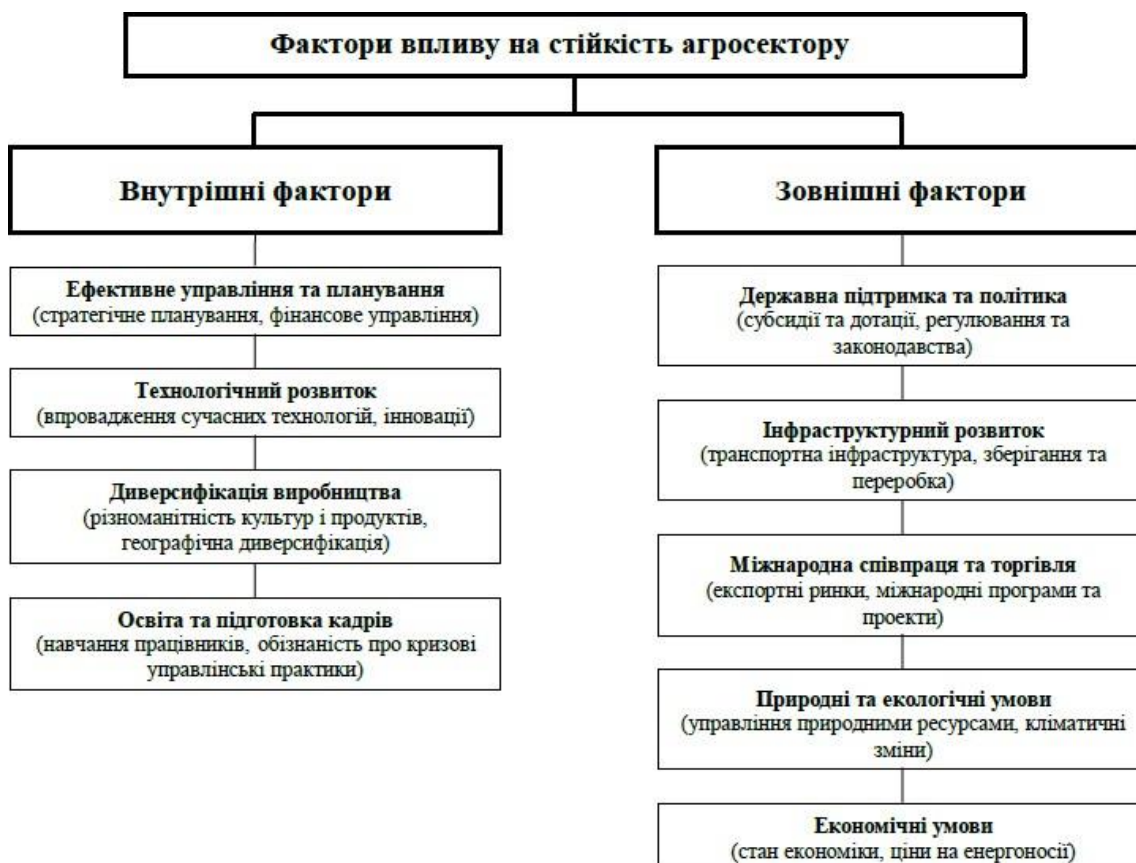 Фактори впливу на стійкість агросектору
Внутрішні фактори
Ефективне управління та планування
(стратегічне планування, фінансове управління)
Технологічний розвиток
(впровадження сучасних технологій, інновації)
Диверсифікація виробництва
(різноманітність культур і продуктів,
географічна диверсифікація)
Освіта та підготовка кадрів
(навчання працівників, обізнаність про кризові
управлінські практики)
Зовнішні фактори
Державна підтримка та політика
(субсидії та дотації, регулювання та
законодавства)
Інфраструктурний розвиток
(транспортна інфраструктура, зберігання та
переробка)
Міжнародна співпраця та торгівля
(експортні ринки, міжнародні програми та
проекти)
Природні та екологічні умови
(управління природними ресурсами, кліматичні
зміни)
Економічні умови
(стан економіки, ціни на енергоносії)